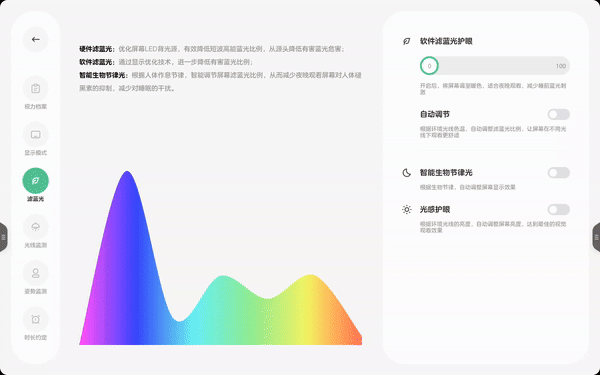 硬件滤蓝光：优化屏幕LED背光源，有效降低短波高能蓝光比例，从源头降低有害蓝光危害；
软件滤蓝光：通过显示优化技术，进一步降低有害蓝光比例；
智能生物节律光：根据人体作息节律，智能调节屏幕滤蓝光比例，从而减少夜晚观看屏幕对人体褪
黑素的抑制，减少对睡眠的干扰。
视力档案
显示模式
滤蓝光
光线监测
姿势监测
时长约定
软件滤蓝光护眼
0
100
开启后，将屏幕调至暖色，适合夜晚观看，减少睡前蓝光刺
激
自动调节
根据环境光线色温，自动调整滤蓝光比例，让屏幕在不同光
线下观看更舒适
智能生物节律光
根据生物节律，自动调整屏幕显示效果
光感护眼
根据环境光线的亮度，自动调整屏幕亮度，达到最佳的视觉
观看效果